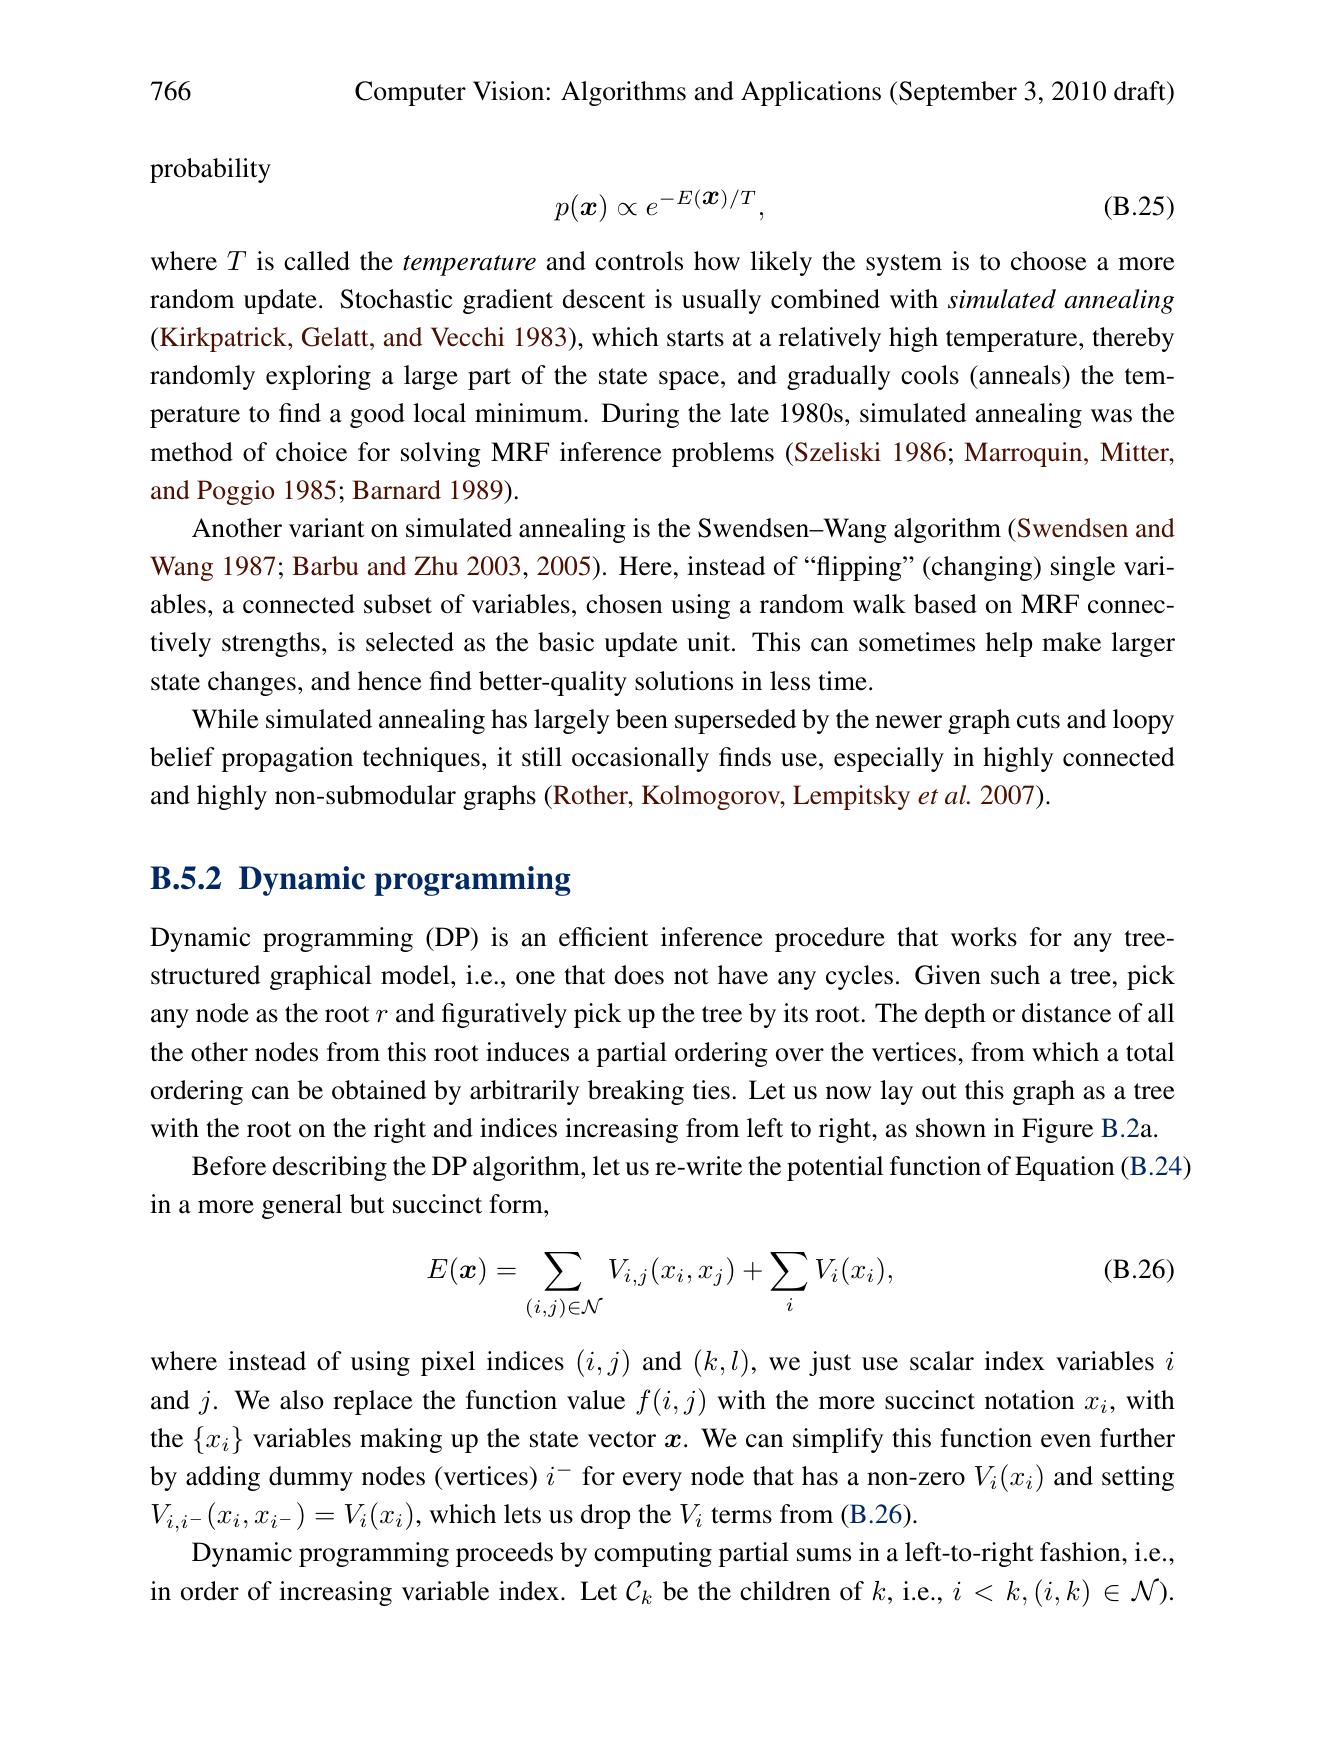 766 Computer Vision: Algorithms and Applications (September 3, 2010 draft)
probability
p(x) ∝ e^{−E(x)/T}, (B.25)
where T is called the temperature and controls how likely the system is to choose a more
random update. Stochastic gradient descent is usually combined with simulated annealing
(Kirkpatrick, Gelatt, and Vecchi 1983), which starts at a relatively high temperature, thereby
randomly exploring a large part of the state space, and gradually cools (anneals) the tem-
perature to find a good local minimum. During the late 1980s, simulated annealing was the
method of choice for solving MRF inference problems (Szeliski 1986; Marroquin, Mitter,
and Poggio 1985; Barnard 1989).
Another variant on simulated annealing is the Swendsen–Wang algorithm (Swendsen and
Wang 1987; Barbu and Zhu 2003, 2005). Here, instead of “flipping” (changing) single vari-
ables, a connected subset of variables, chosen using a random walk based on MRF connec-
tively strengths, is selected as the basic update unit. This can sometimes help make larger
state changes, and hence find better-quality solutions in less time.
While simulated annealing has largely been superseded by the newer graph cuts and loopy
belief propagation techniques, it still occasionally finds use, especially in highly connected
and highly non-submodular graphs (Rother, Kolmogorov, Lempitsky et al. 2007).
B.5.2 Dynamic programming
Dynamic programming (DP) is an efficient inference procedure that works for any tree-
structured graphical model, i.e., one that does not have any cycles. Given such a tree, pick
any node as the root r and figuratively pick up the tree by its root. The depth or distance of all
the other nodes from this root induces a partial ordering over the vertices, from which a total
ordering can be obtained by arbitrarily breaking ties. Let us now lay out this graph as a tree
with the root on the right and indices increasing from left to right, as shown in Figure B.2a.
Before describing the DP algorithm, let us re-write the potential function of Equation (B.24)
in a more general but succinct form,
E(x) = ∑_{(i,j)∈𝒩} V_{i,j}(x_i, x_j) + ∑_i V_i(x_i), (B.26)
where instead of using pixel indices (i, j) and (k, l), we just use scalar index variables i
and j. We also replace the function value f(i, j) with the more succinct notation x_i, with
the {x_i} variables making up the state vector x. We can simplify this function even further
by adding dummy nodes (vertices) i⁻ for every node that has a non-zero V_i(x_i) and setting
V_{i,i⁻}(x_i, x_{i⁻}) = V_i(x_i), which lets us drop the V_i terms from (B.26).
Dynamic programming proceeds by computing partial sums in a left-to-right fashion, i.e.,
in order of increasing variable index. Let 𝒞_k be the children of k, i.e., i < k, (i, k) ∈ 𝒩).